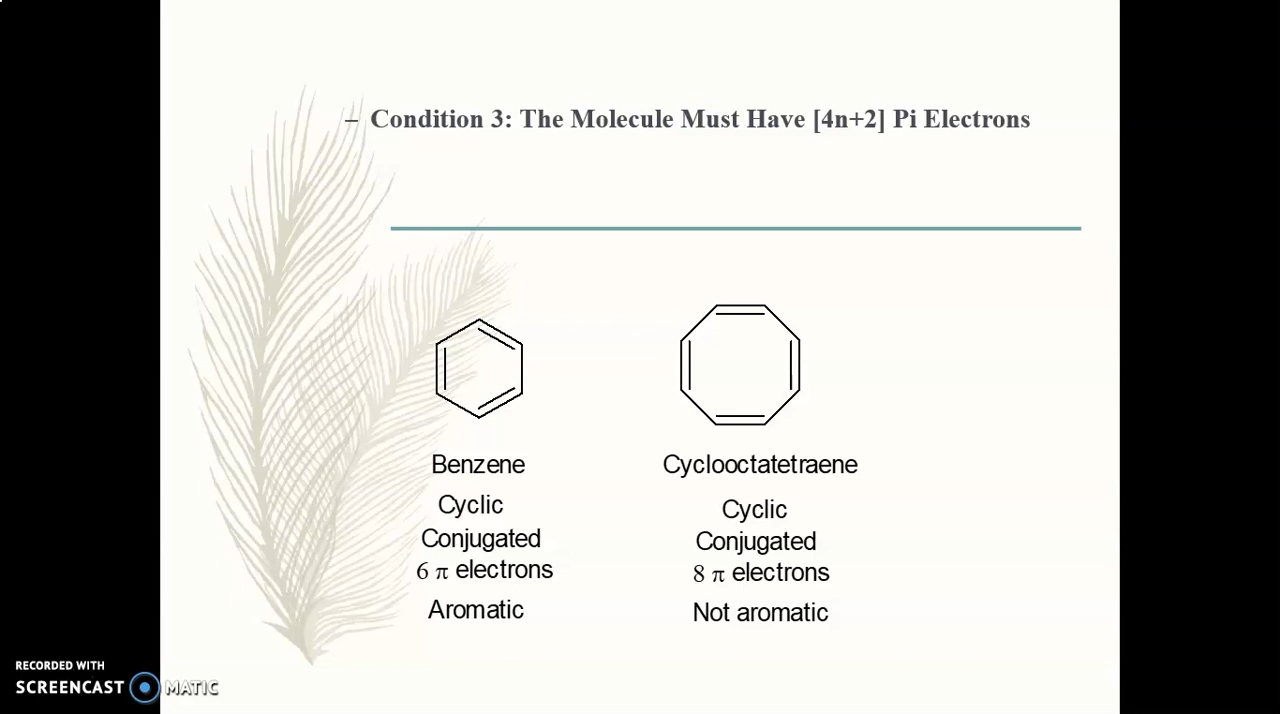 – Condition 3: The Molecule Must Have [4n+2] Pi Electrons
Benzene
Cyclic
Conjugated
6 π electrons
Aromatic
Cyclooctatetraene
Cyclic
Conjugated
8 π electrons
Not aromatic
RECORDED WITH
SCREENCAST MATIC